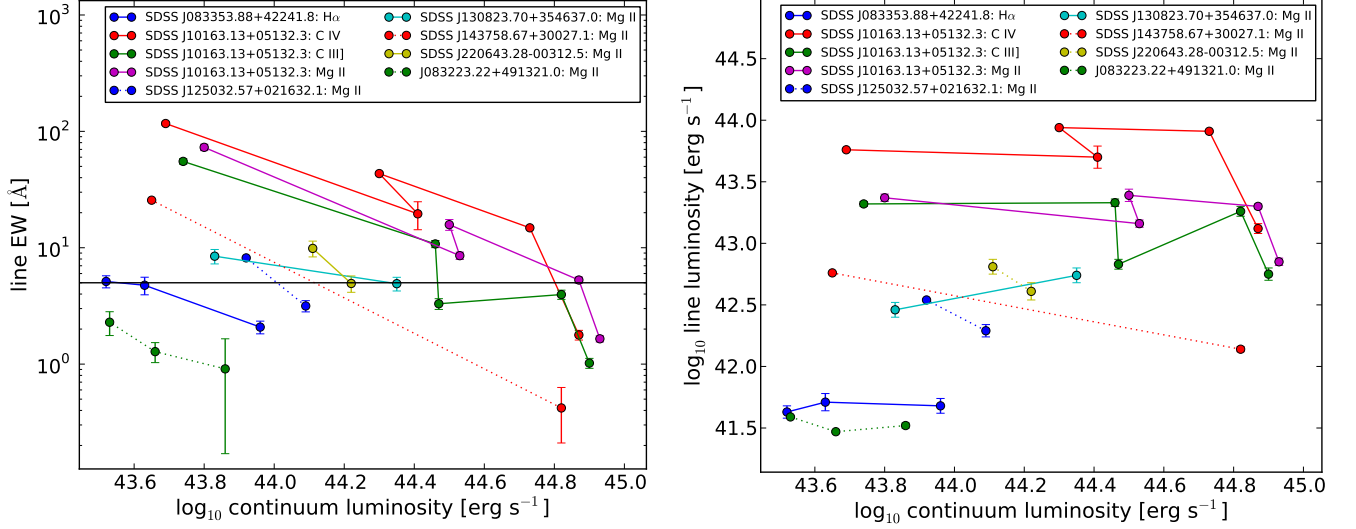 SDSS J083353.88+42241.8: Hα
SDSS J10163.13+05132.3: C IV
SDSS J10163.13+05132.3: C III]
SDSS J10163.13+05132.3: Mg II
SDSS J125032.57+021632.1: Mg II
SDSS J130823.70+354637.0: Mg II
SDSS J143758.67+30027.1: Mg II
SDSS J220643.28-00312.5: Mg II
J083223.22+491321.0: Mg II
10³
10²
10¹
10⁰
line EW [Å]
43.6 43.8 44.0 44.2 44.4 44.6 44.8 45.0
log₁₀ continuum luminosity [erg s⁻¹]
SDSS J083353.88+42241.8: Hα
SDSS J10163.13+05132.3: C IV
SDSS J10163.13+05132.3: C III]
SDSS J10163.13+05132.3: Mg II
SDSS J125032.57+021632.1: Mg II
SDSS J130823.70+354637.0: Mg II
SDSS J143758.67+30027.1: Mg II
SDSS J220643.28-00312.5: Mg II
J083223.22+491321.0: Mg II
44.5
44.0
43.5
43.0
42.5
42.0
41.5
log₁₀ line luminosity [erg s⁻¹]
43.6 43.8 44.0 44.2 44.4 44.6 44.8 45.0
log₁₀ continuum luminosity [erg s⁻¹]